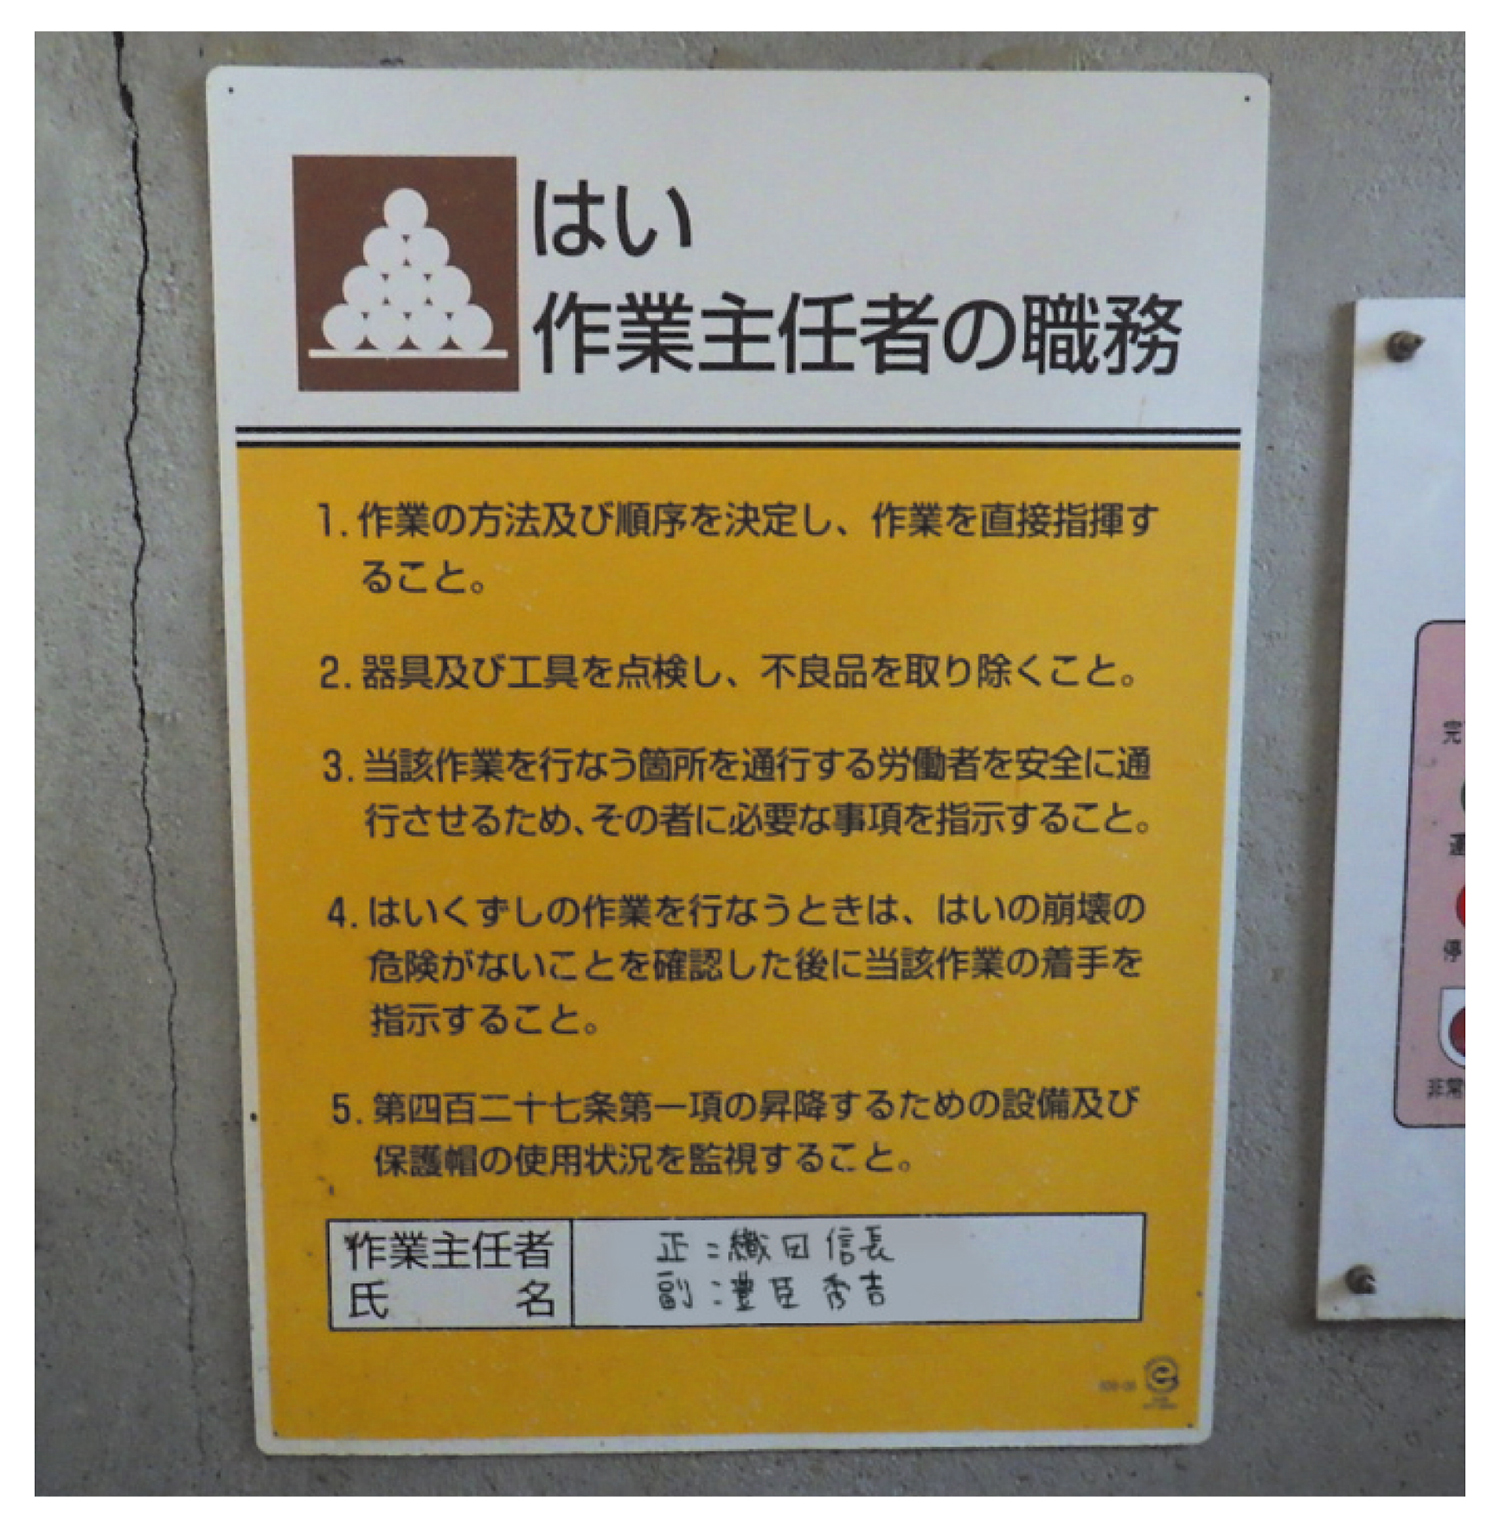 はい
作業主任者の職務
1. 作業の方法及び順序を決定し、作業を直接指揮す
ること。
2. 器具及び工具を点検し、不良品を取り除くこと。
3. 当該作業を行なう箇所を通行する労働者を安全に通
行させるため、その者に必要な事項を指示すること。
4. はいくずしの作業を行なうときは、はいの崩壊の
危険がないことを確認した後に当該作業の着手を
指示すること。
5. 第四百二十七条第一項の昇降するための設備及び
保護帽の使用状況を監視すること。
作業主任者
氏名
正：織田信長
副：豊臣秀吉
完
運
停
非常